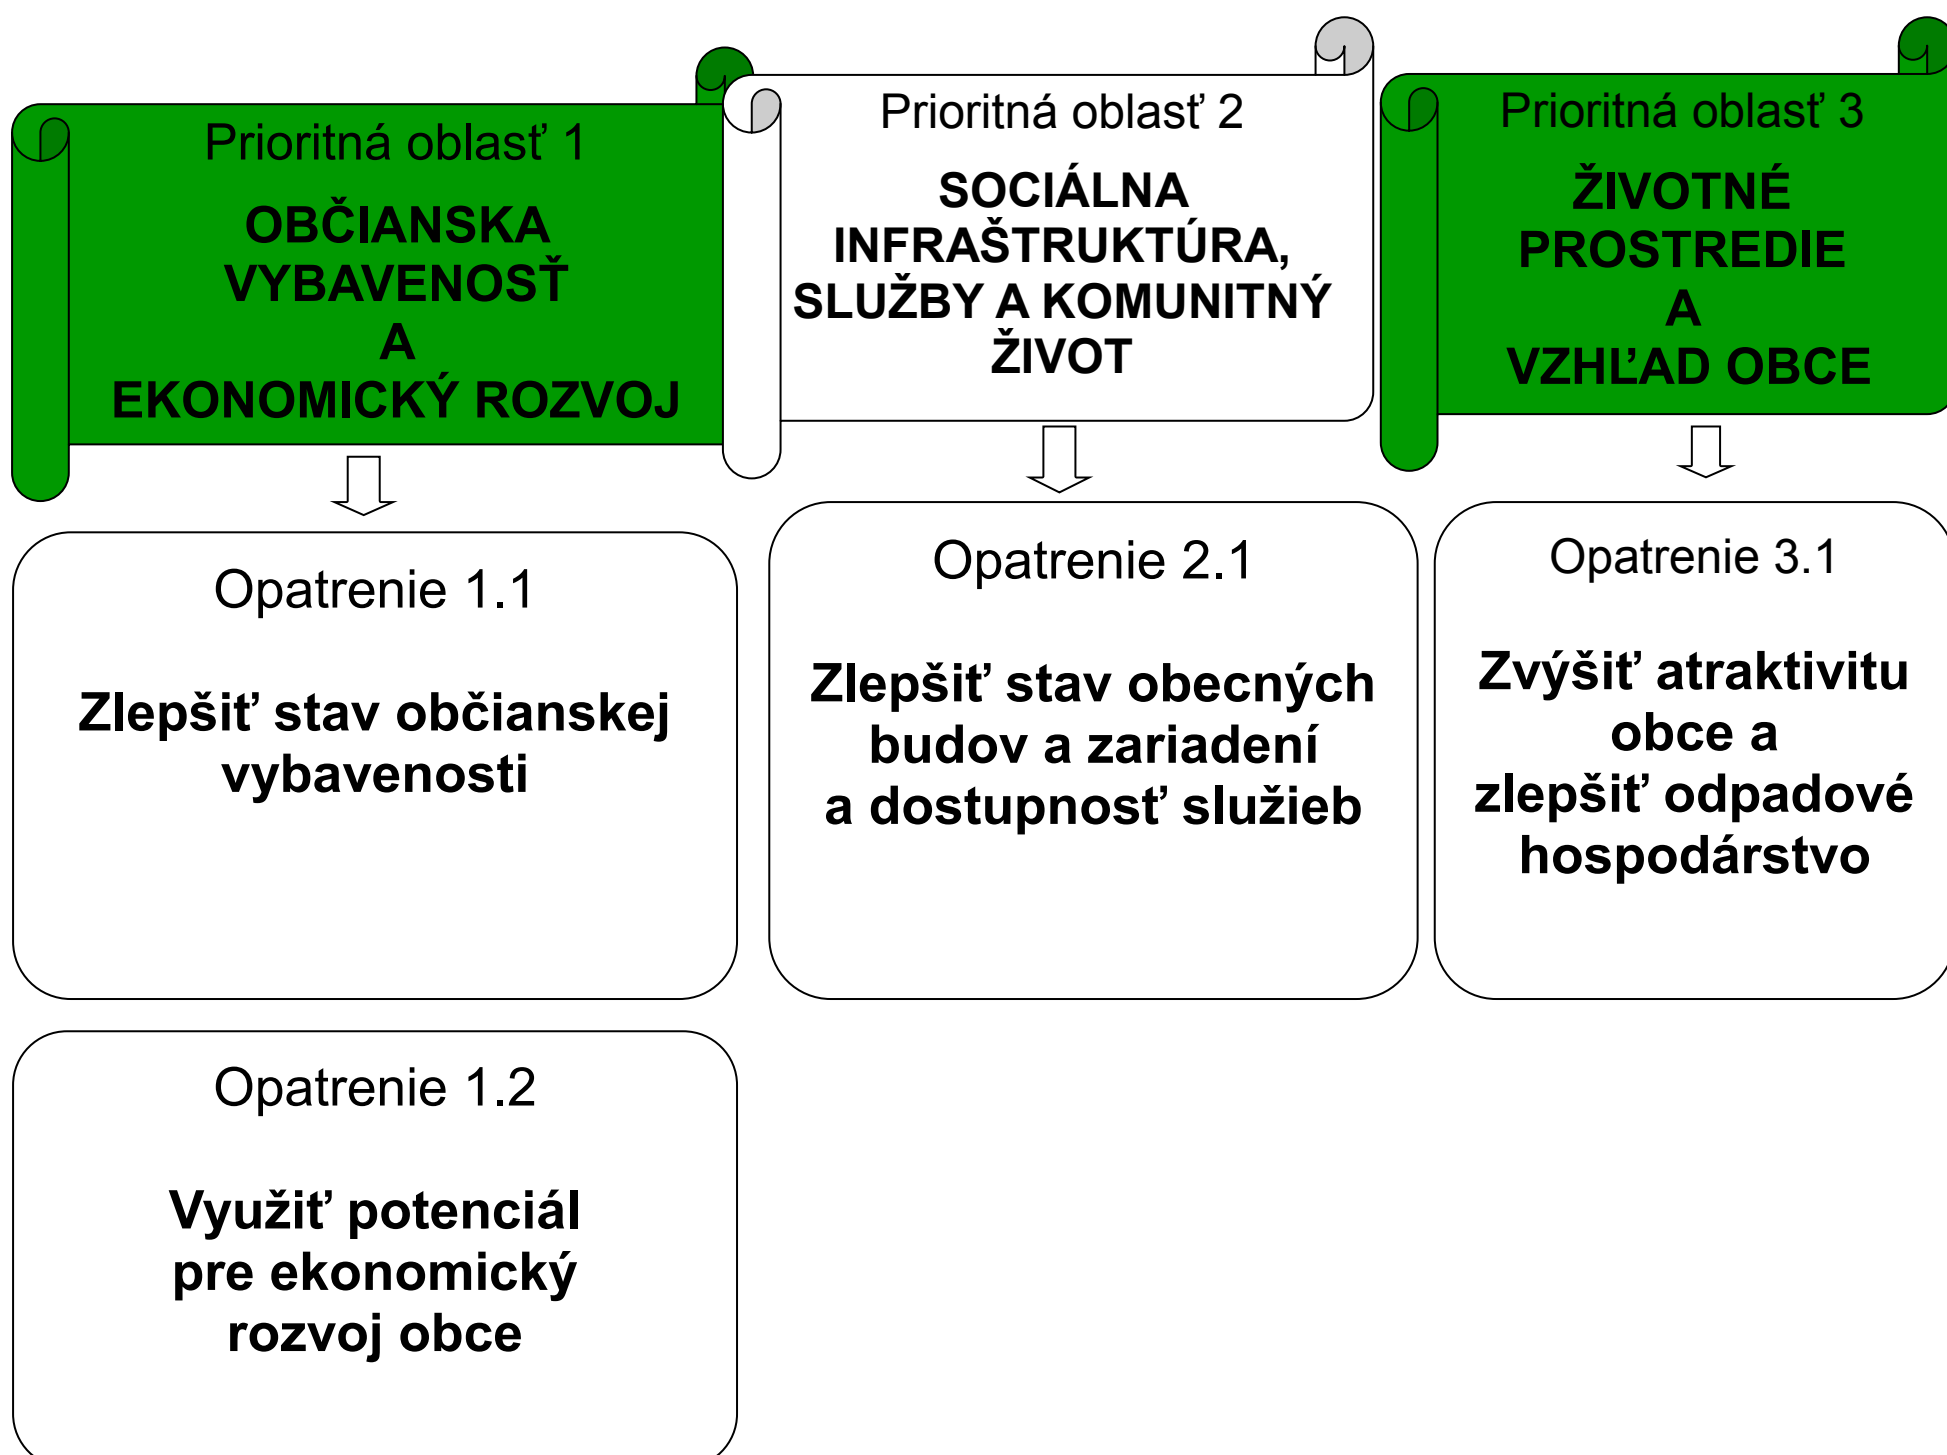 Prioritná oblasť 1
OBČIANSKA
VYBAVENOSŤ
A
EKONOMICKÝ ROZVOJ
Prioritná oblasť 2
SOCIÁLNA
INFRAŠTRUKTÚRA,
SLUŽBY A KOMUNITNÝ
ŽIVOT
Prioritná oblasť 3
ŽIVOTNÉ
PROSTREDIE
A
VZHĽAD OBCE
Opatrenie 1.1
Zlepšiť stav občianskej
vybavenosti
Opatrenie 2.1
Zlepšiť stav obecných
budov a zariadení
a dostupnosť služieb
Opatrenie 3.1
Zvýšiť atraktivitu
obce a
zlepšiť odpadové
hospodárstvo
Opatrenie 1.2
Využiť potenciál
pre ekonomický
rozvoj obce